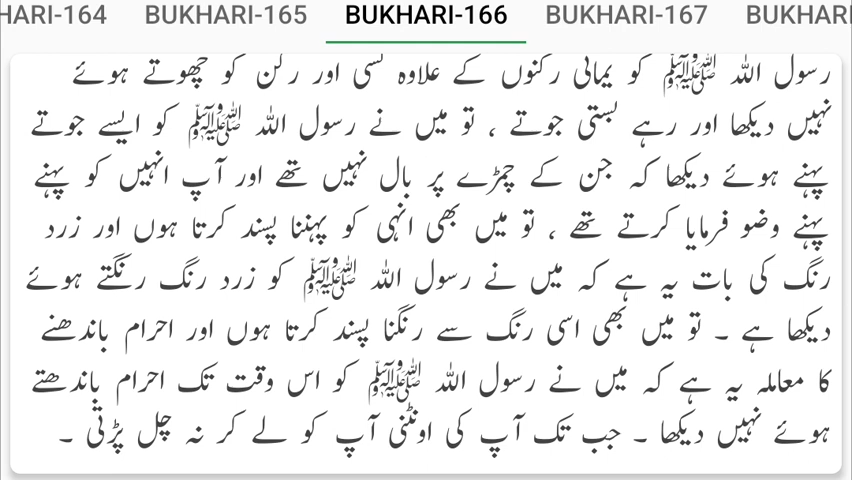 HARI-164 BUKHARI-165 BUKHARI-166 BUKHARI-167 BUKHARI
رسول اللہ ﷺ کو یمانی رکنوں کے علاوہ کسی اور رکن کو چھوتے ہوئے
نہیں دیکھا اور رہے سبتی جوتے ، تو میں نے رسول اللہ ﷺ کو ایسے جوتے
پہنے ہوئے دیکھا کہ جن کے چمڑے پر بال نہیں تھے اور آپ انہیں کو پہنے
پہنے وضو فرمایا کرتے تھے ، تو میں بھی انہی کو پہننا پسند کرتا ہوں اور زرد
رنگ کی بات یہ ہے کہ میں نے رسول اللہ ﷺ کو زرد رنگ رنگتے ہوئے
دیکھا ہے ۔ تو میں بھی اسی رنگ سے رنگنا پسند کرتا ہوں اور احرام باندھنے
کا معاملہ یہ ہے کہ میں نے رسول اللہ ﷺ کو اس وقت تک احرام باندھتے
ہوئے نہیں دیکھا ۔ جب تک آپ کی اونٹنی آپ کو لے کر نہ چل پڑتی ۔